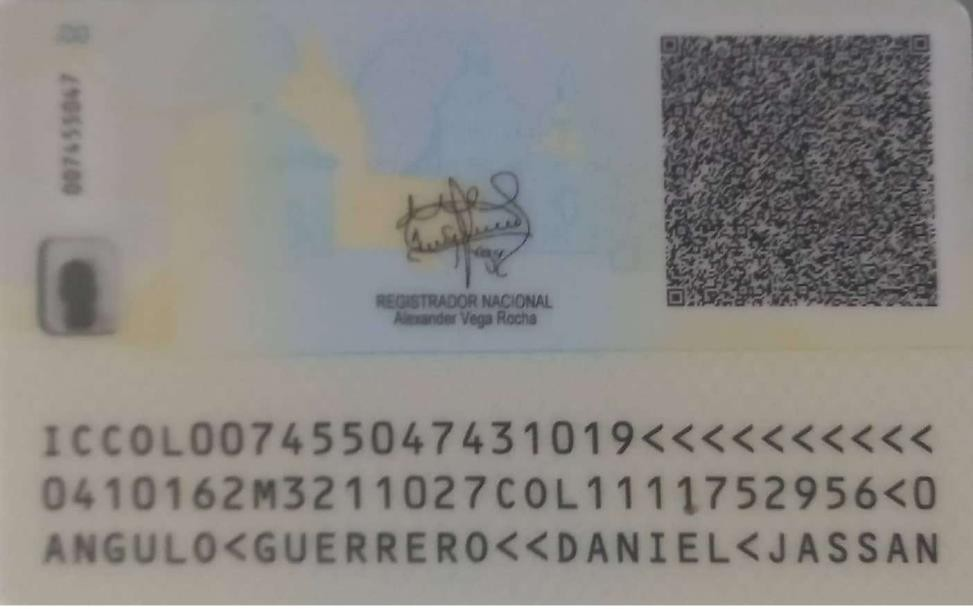 007455047
REGISTRADOR NACIONAL
Alexander Vega Rocha
ICCOL007455047431019<<<<<<<<<<
0410162M3211027COL1111752956<0
ANGULO<GUERRERO<<DANIEL<JASSAN